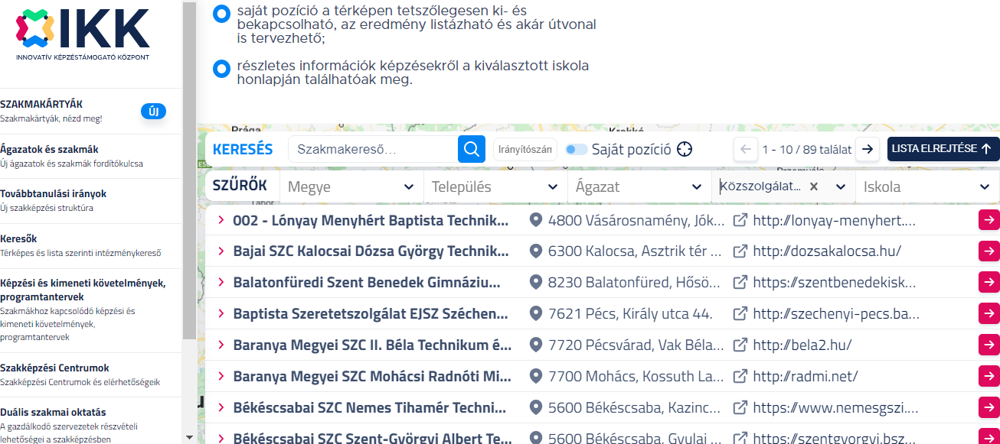 IKK
INNOVATÍV KÉPZÉSTÁMOGATÓ KÖZPONT
SZAKMAKÁRTYÁK
Szakmakártyák, nézd meg!
ÚJ
Ágazatok és szakmák
Új ágazatok és szakmák fordítókulcsa
Továbbtanulási irányok
Új szakképzési struktúra
Keresők
Térképes és lista szerinti intézménykereső
Képzési és kimeneti követelmények,
programtantervek
Szakmákhoz kapcsolódó képzési és
kimeneti követelmények,
programtantervek
Szakképzési Centrumok
Szakképzési Centrumok és elérhetőségeik
Duális szakmai oktatás
A gazdálkodó szervezetek részvételi
lehetőségei a szakképzésben
saját pozíció a térképen tetszőlegesen ki- és
bekapcsolható, az eredmény listázható és akár útvonal
is tervezhető;
részletes információk képzésekről a kiválasztott iskola
honlapján találhatóak meg.
Prága
KERESÉS Szakmakereső... Irányítószám Saját pozíció 1 - 10 / 89 találat LISTA ELREJTÉSE
SZŰRŐK Megye Település Ágazat Közszolgálat... Iskola
002 - Lónyay Menyhért Baptista Technik... 4800 Vásárosnamény, Jók... http://lonyay-menyhert....
Bajai SZC Kalocsai Dózsa György Technik... 6300 Kalocsa, Asztrik tér ... http://dozsakalocsa.hu/
Balatonfüredi Szent Benedek Gimnáziu... 8230 Balatonfüred, Hősö... https://szentbenedekisk...
Baptista Szeretetszolgálat EJSZ Széchen... 7621 Pécs, Király utca 44. https://szechenyi-pecs.ba...
Baranya Megyei SZC II. Béla Technikum é... 7720 Pécsvárad, Vak Béla... http://bela2.hu/
Baranya Megyei SZC Mohácsi Radnóti Mi... 7700 Mohács, Kossuth La... http://radmi.net/
Békéscsabai SZC Nemes Tihamér Techni... 5600 Békéscsaba, Kazinc... https://www.nemesgszi....
Békéscsabai SZC Szent-Györgyi Albert Te... 5600 Békéscsaba, Gyulai ... https://szentgyorgyi.bsz...